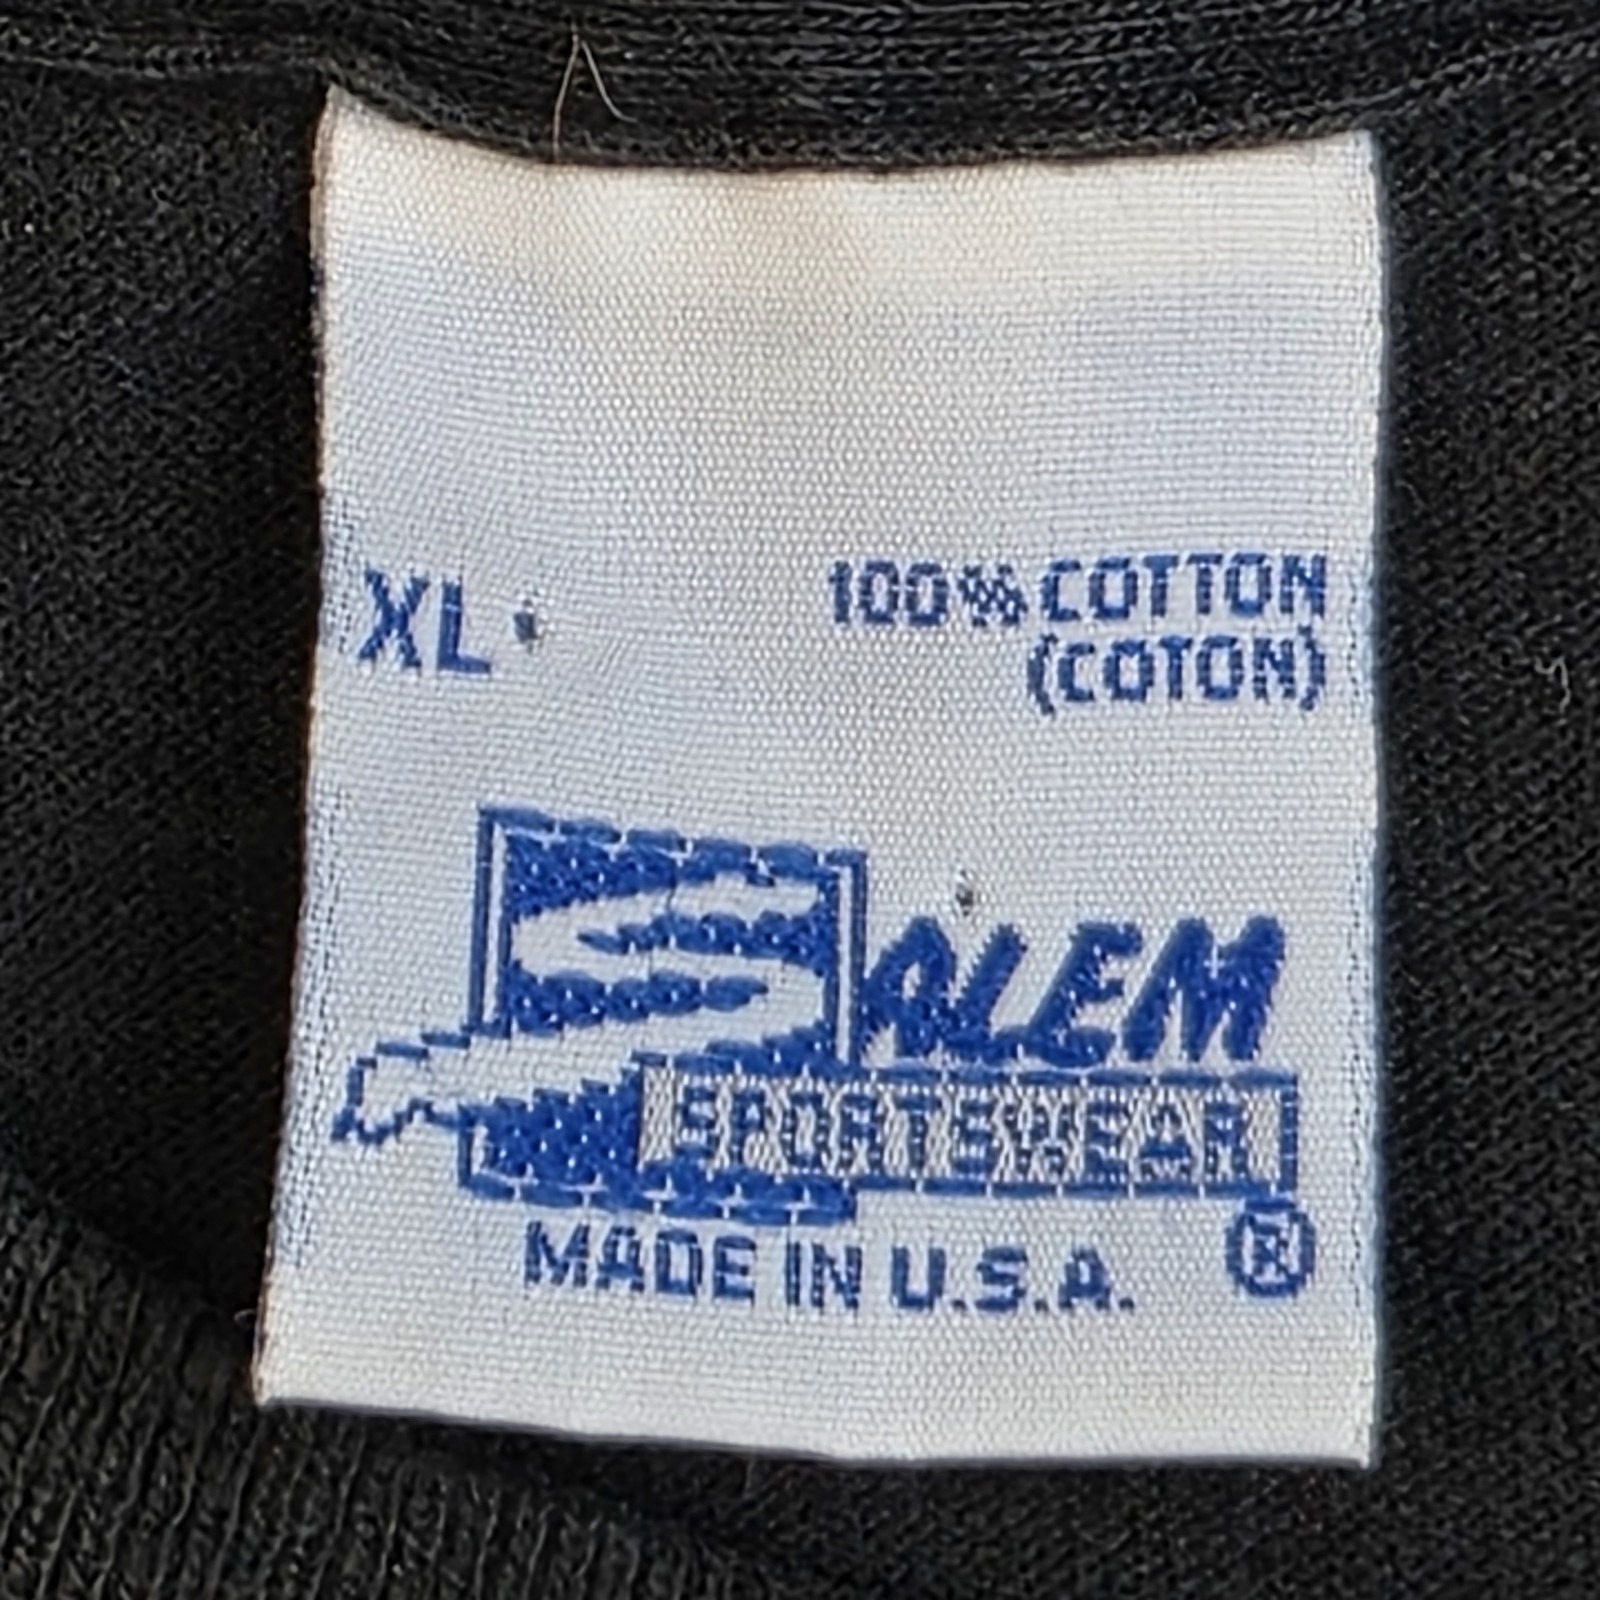 XL
100% COTTON
(COTON)
SALEM
SPORTSWEAR
®
MADE IN U.S.A.